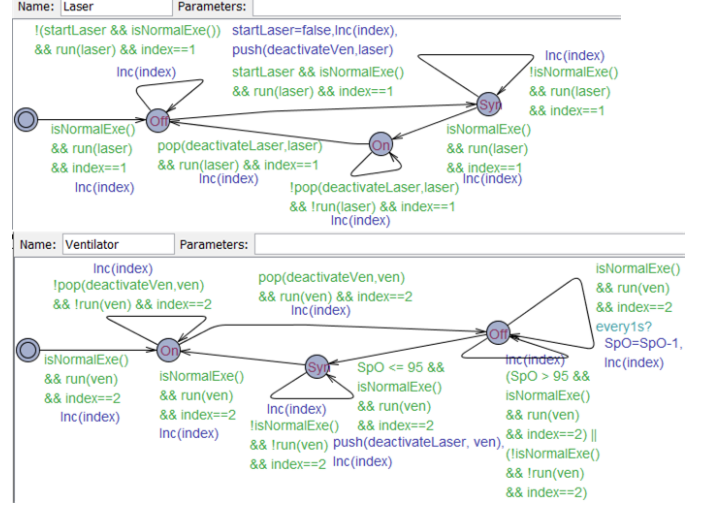 Name: Laser Parameters:
!(startLaser && isNormalExe())
&& run(laser) && index==1
startLaser=false,Inc(index),
push(deactivateVen,laser)
Inc(index)
startLaser && isNormalExe()
&& run(laser) && index==1
Inc(index)
!isNormalExe()
&& run(laser)
&& index==1
Off
Syn
On
isNormalExe()
&& run(laser)
&& index==1
Inc(index)
pop(deactivateLaser,laser)
&& run(laser) && index==1
Inc(index)
isNormalExe()
&& run(laser)
&& index==1
Inc(index)
!pop(deactivateLaser,laser)
&& !run(laser) && index==1
Inc(index)
Name: Ventilator Parameters:
Inc(index)
!pop(deactivateVen,ven)
&& !run(ven) && index==2
pop(deactivateVen,ven)
&& run(ven) && index==2
Inc(index)
isNormalExe()
&& run(ven)
&& index==2
every1s?
SpO=SpO-1,
Inc(index)
On
Off
Syn
isNormalExe()
&& run(ven)
&& index==2
Inc(index)
isNormalExe()
&& run(ven)
&& index==2
Inc(index)
Inc(index)
!isNormalExe()
&& !run(ven)
&& index==2
SpO <= 95 &&
isNormalExe()
&& run(ven)
&& index==2
push(deactivateLaser, ven),
Inc(index)
Inc(index)
(SpO > 95 &&
isNormalExe()
&& run(ven)
&& index==2) ||
(!isNormalExe()
&& !run(ven)
&& index==2)